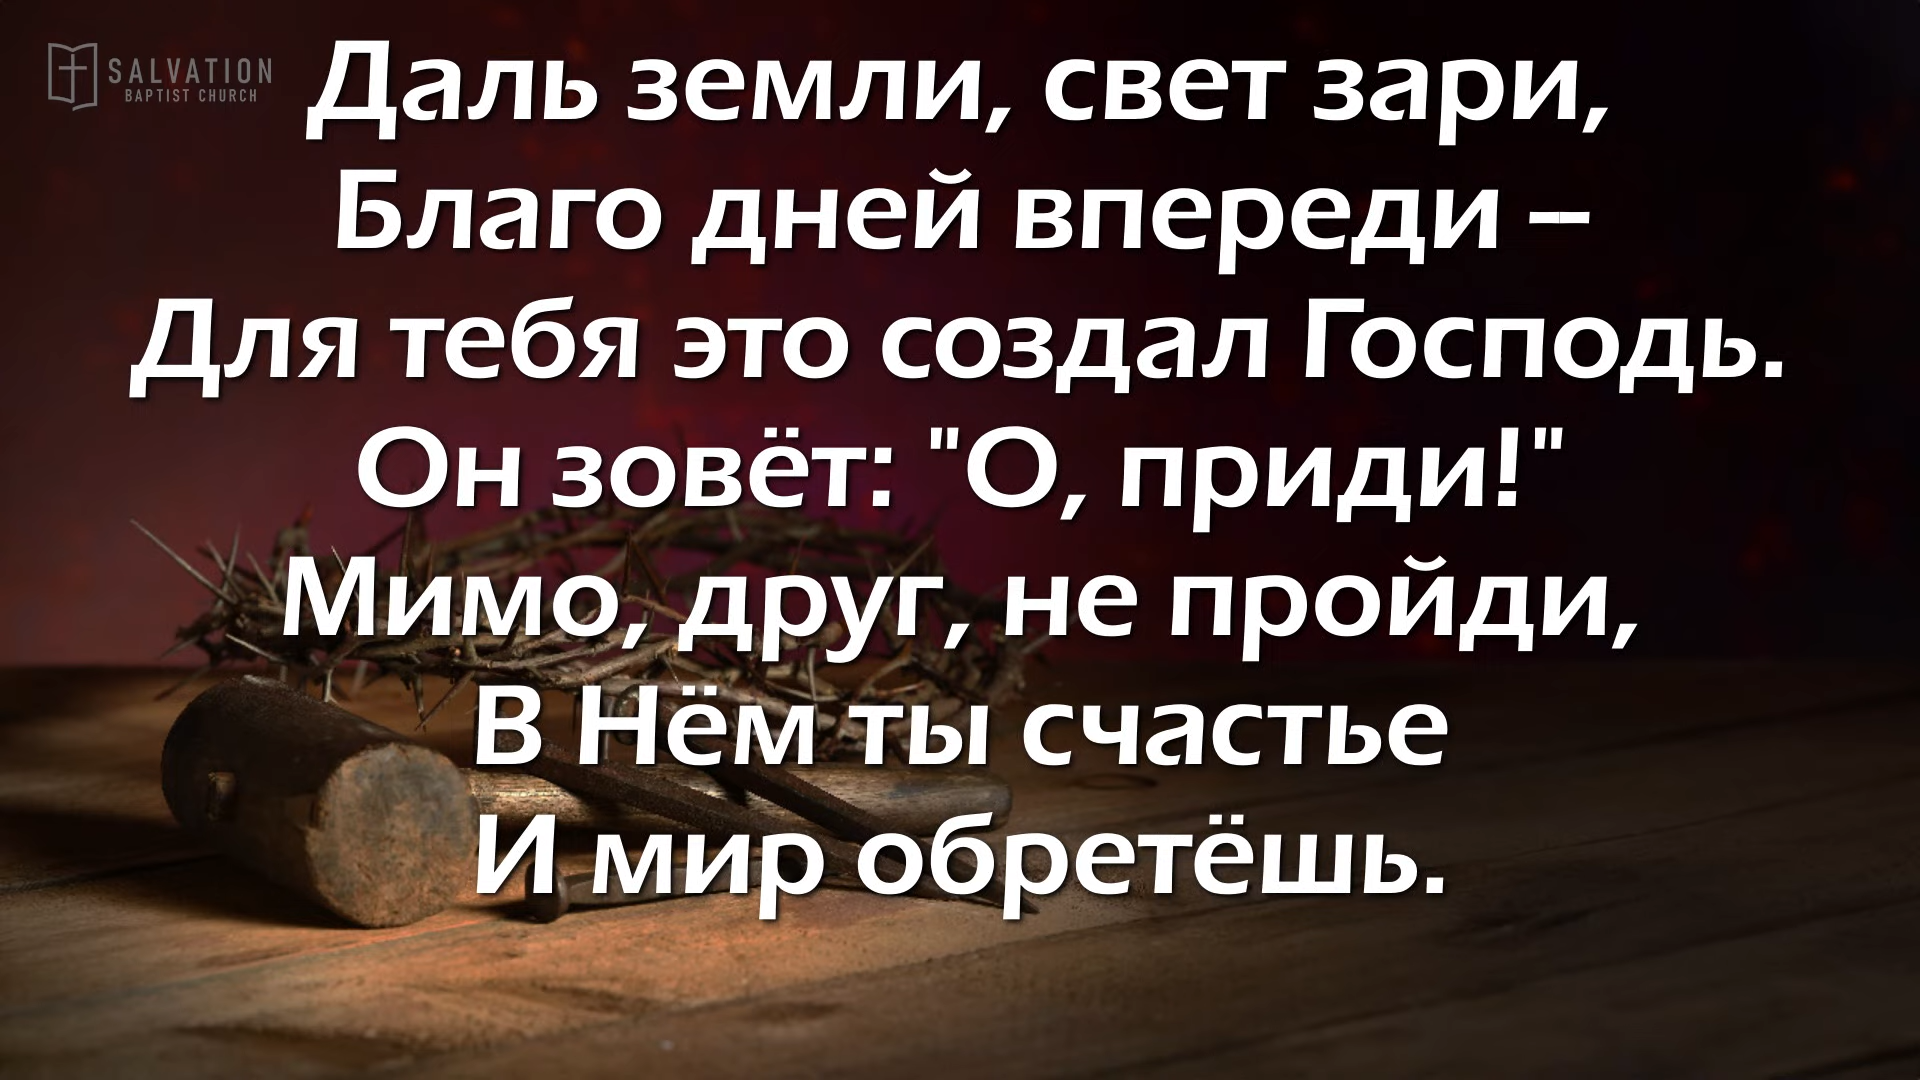 SALVATION
BAPTIST CHURCH
Даль земли, свет зари,
Благо дней впереди –
Для тебя это создал Господь.
Он зовёт: "О, приди!"
Мимо, друг, не пройди,
В Нём ты счастье
И мир обретёшь.